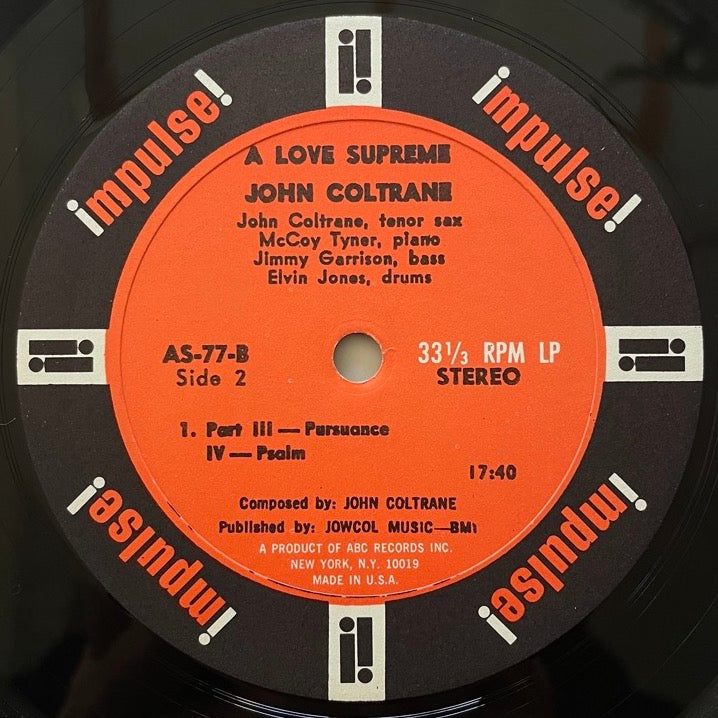 impulse!
impulse!
A LOVE SUPREME
JOHN COLTRANE
John Coltrane, tenor sax
McCoy Tyner, piano
Jimmy Garrison, bass
Elvin Jones, drums
AS-77-B
Side 2
33 1/3 RPM LP
STEREO
1. Part III — Pursuance
IV — Psalm
17:40
Composed by: JOHN COLTRANE
Published by: JOWCOL MUSIC—BMI
A PRODUCT OF ABC RECORDS INC.
NEW YORK, N.Y. 10019
MADE IN U.S.A.
impulse!
impulse!